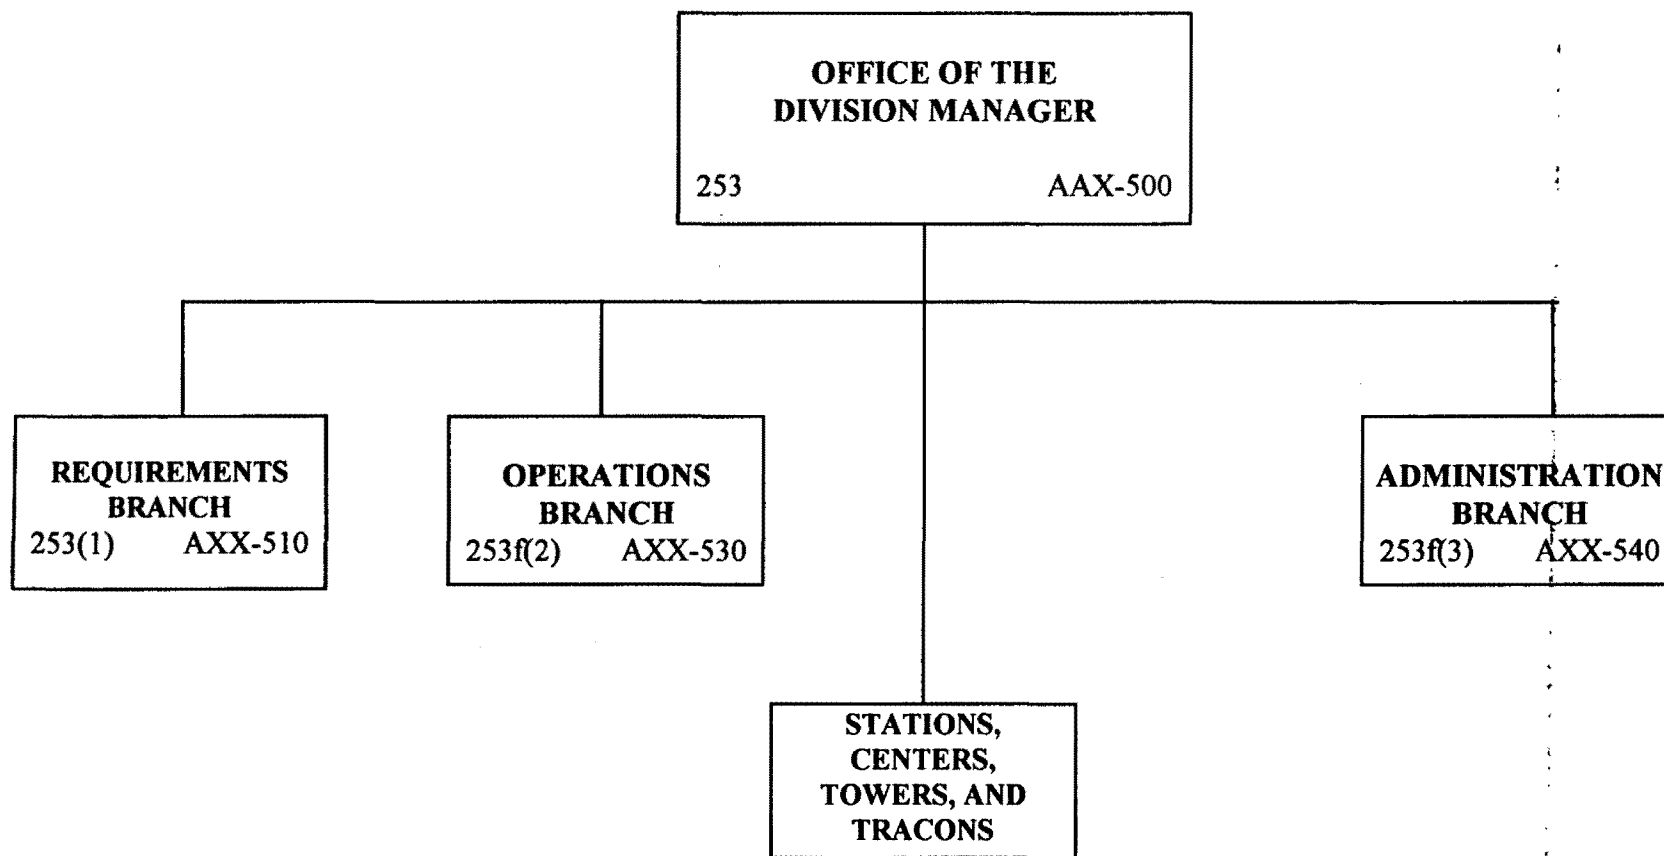 OFFICE OF THE
DIVISION MANAGER
253 AAX-500
REQUIREMENTS
BRANCH
253(1) AXX-510
OPERATIONS
BRANCH
253f(2) AXX-530
ADMINISTRATION
BRANCH
253f(3) AXX-540
STATIONS,
CENTERS,
TOWERS, AND
TRACONS